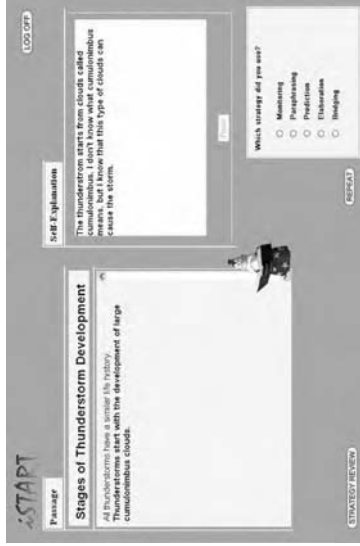 iSTART
LOG OFF
Passage
Stages of Thunderstorm Development
All thunderstorms have a similar life history.
Thunderstorms start with the development of large
cumulonimbus clouds.
Self-Explanation
The thunderstrom starts from clouds called
cumulonimbus. I don't know what cumulonimbus
means, but I know that this type of clouds can
cause the storm.
Which strategy did you use?
Monitoring
Paraphrasing
Prediction
Elaboration
Bridging
STRATEGY REVIEW
REPEAT